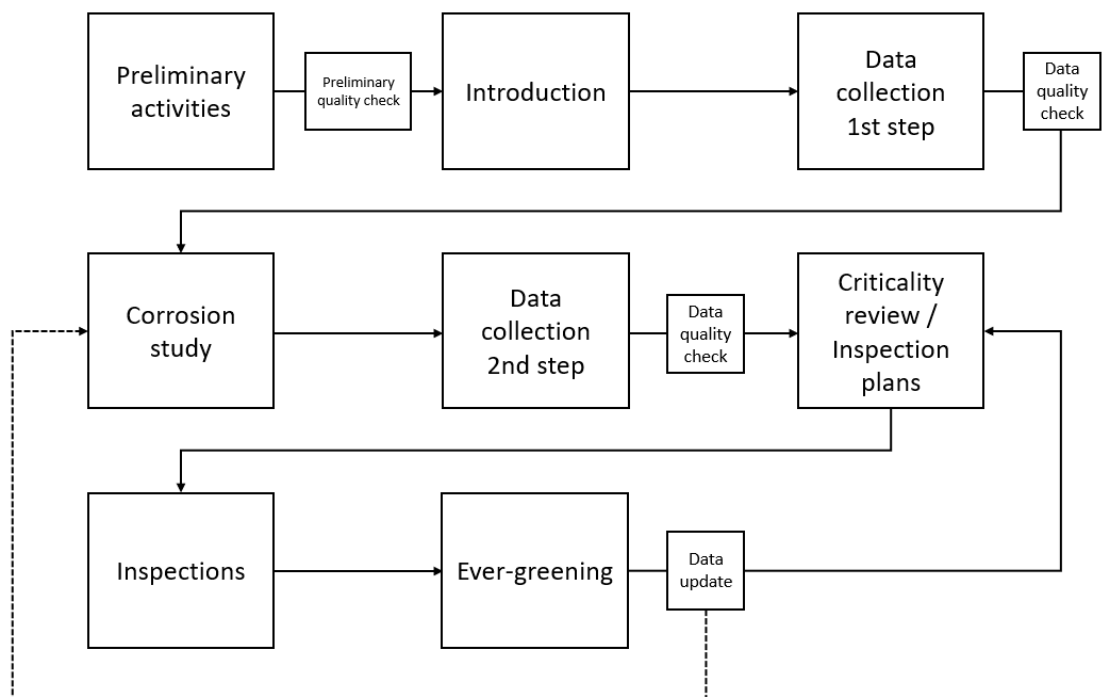 Preliminary
activities
Preliminary
quality check
Introduction
Data
collection
1st step
Data
quality
check
Corrosion
study
Data
collection
2nd step
Data
quality
check
Criticality
review /
Inspection
plans
Inspections
Ever-greening
Data
update